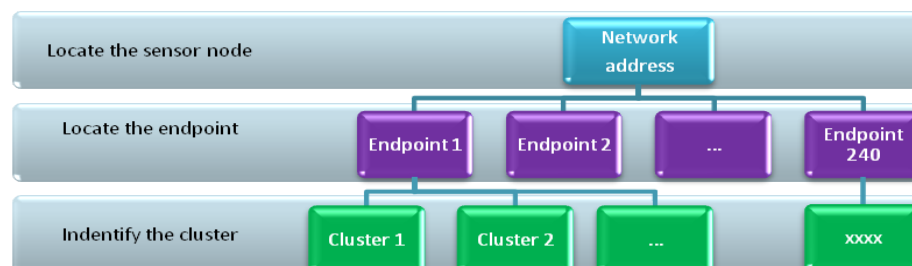 Locate the sensor node
Network
address
Locate the endpoint
Endpoint 1
Endpoint 2
...
Endpoint
240
Indentify the cluster
Cluster 1
Cluster 2
...
xxxx